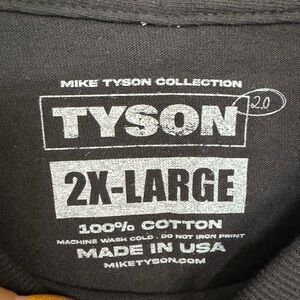 MIKE TYSON COLLECTION
TYSON 2.0
2X-LARGE
100% COTTON
MACHINE WASH COLD . DO NOT IRON PRINT
MADE IN USA
MIKETYSON.COM